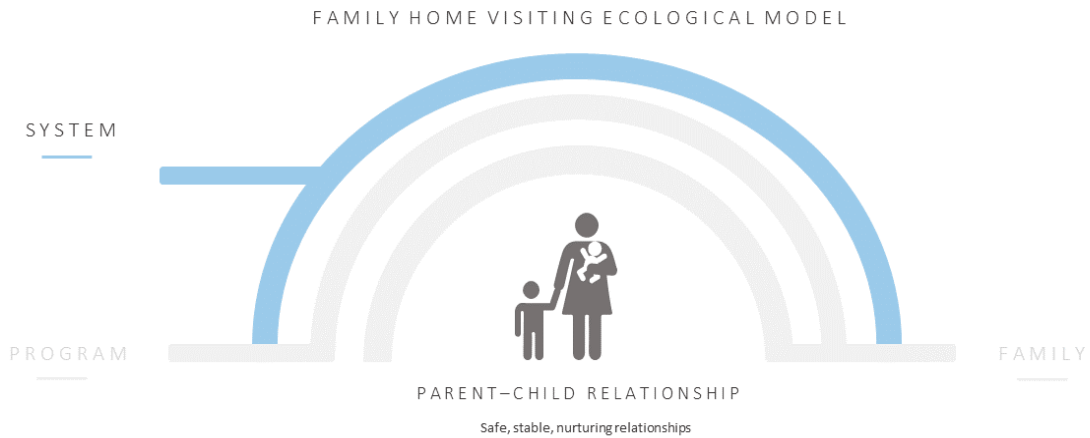 FAMILY HOME VISITING ECOLOGICAL MODEL
SYSTEM
PROGRAM
FAMILY
PARENT–CHILD RELATIONSHIP
Safe, stable, nurturing relationships